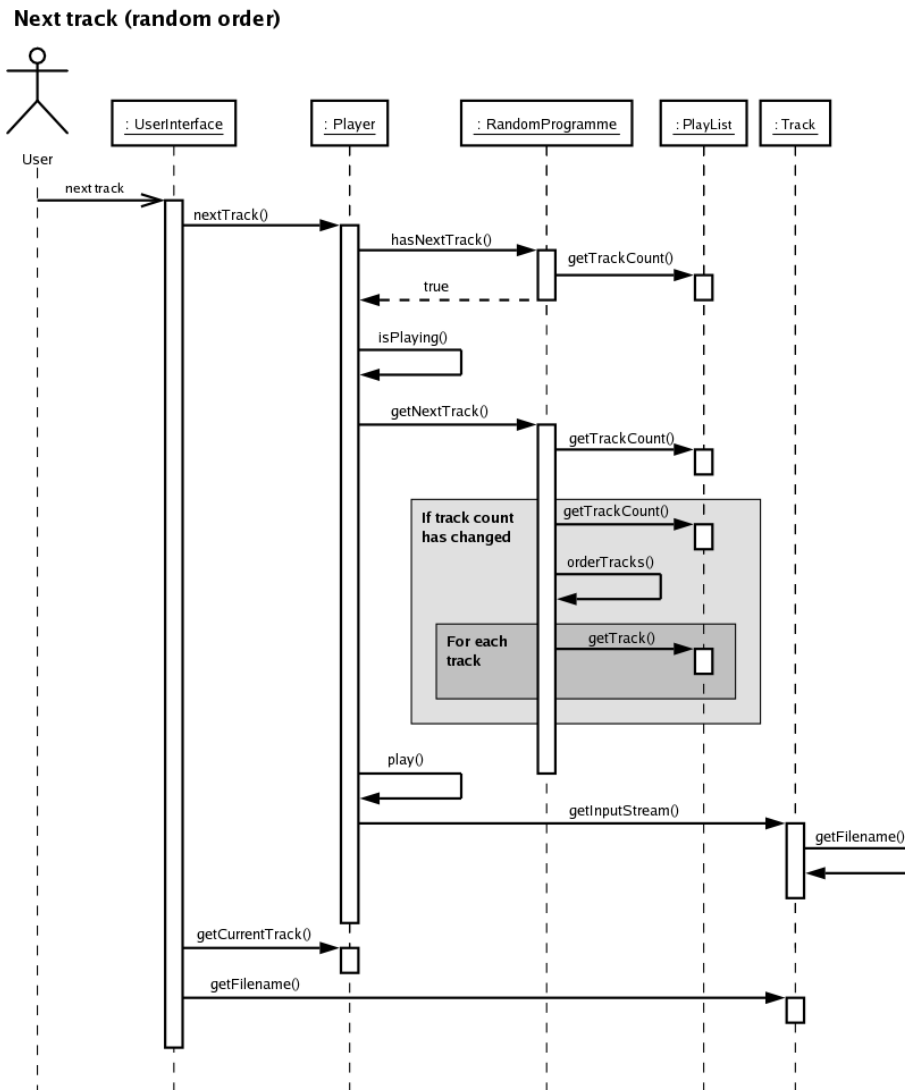 Next track (random order)
: UserInterface
: Player
: RandomProgramme
: PlayList
: Track
User
next track
nextTrack()
hasNextTrack()
getTrackCount()
true
isPlaying()
getNextTrack()
getTrackCount()
If track count
has changed
getTrackCount()
orderTracks()
For each
track
getTrack()
play()
getInputStream()
getFilename()
getCurrentTrack()
getFilename()